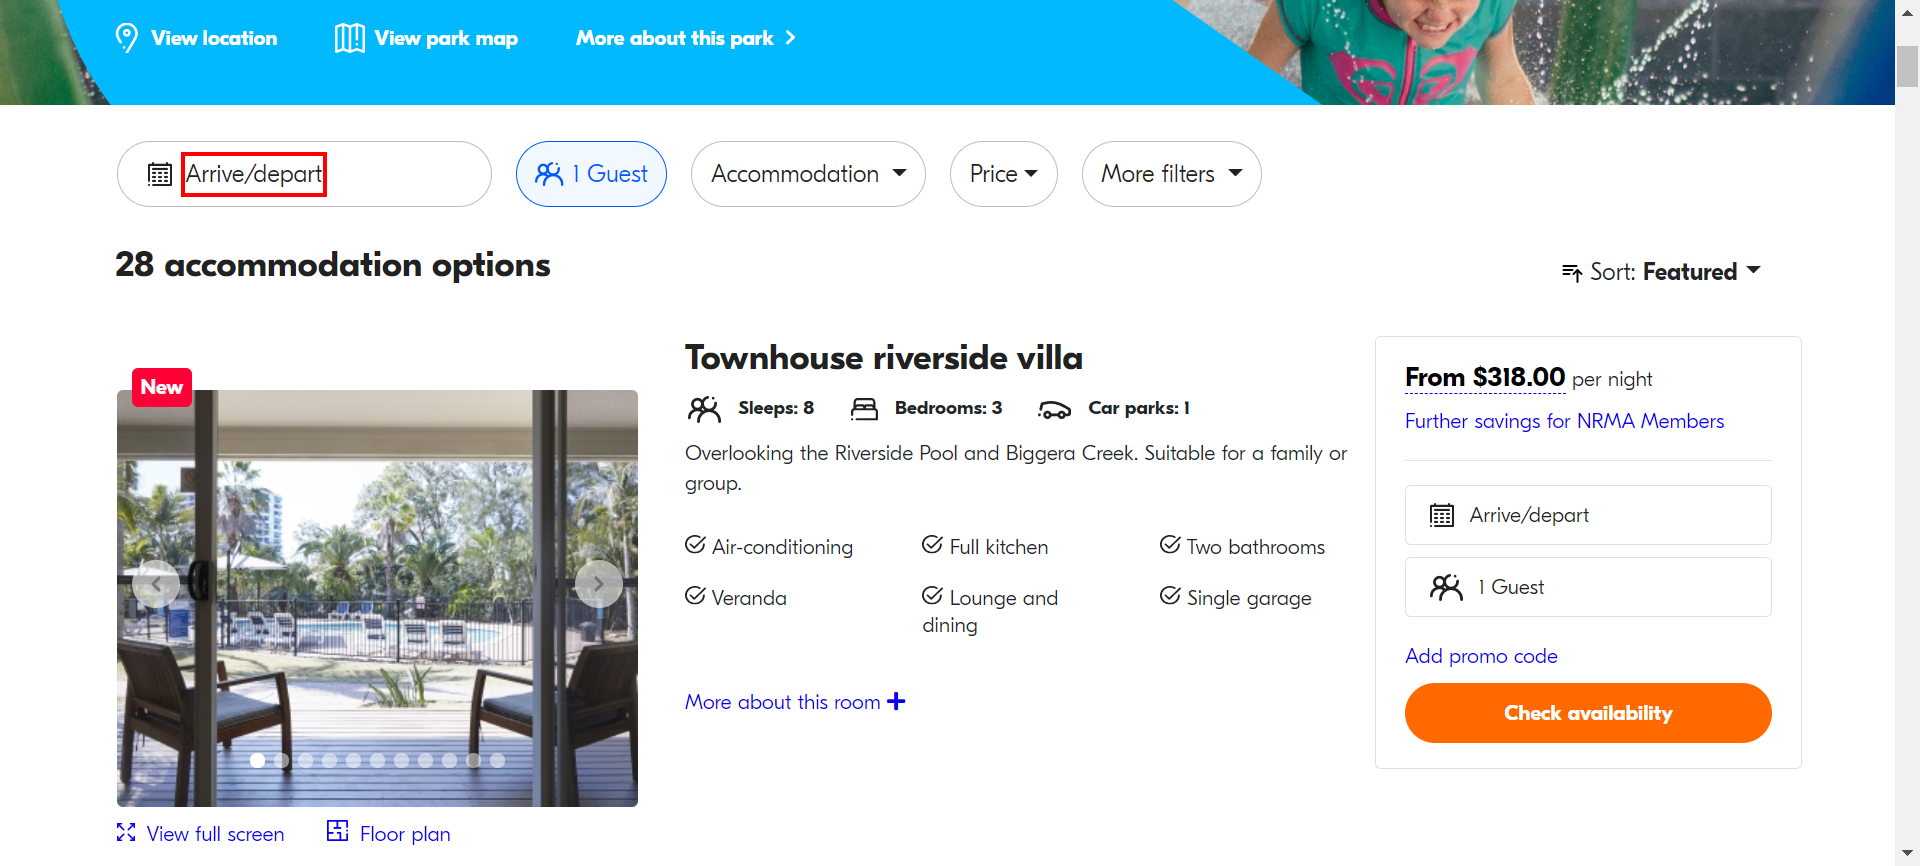 View location
View park map
More about this park
Arrive/depart
1 Guest
Accommodation
Price
More filters
28 accommodation options
Sort: Featured
New
Townhouse riverside villa
Sleeps: 8
Bedrooms: 3
Car parks: 1
Overlooking the Riverside Pool and Biggera Creek. Suitable for a family or
group.
Air-conditioning
Full kitchen
Two bathrooms
Veranda
Lounge and
dining
Single garage
More about this room
From $318.00 per night
Further savings for NRMA Members
Arrive/depart
1 Guest
Add promo code
Check availability
View full screen
Floor plan